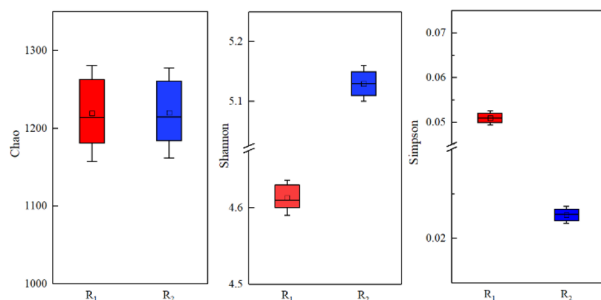 Chao
1300
1200
1100
1000
R₁
R₂
Shannon
5.2
5.1
4.6
4.5
R₁
R₂
Simpson
0.07
0.06
0.05
0.02
R₁
R₂